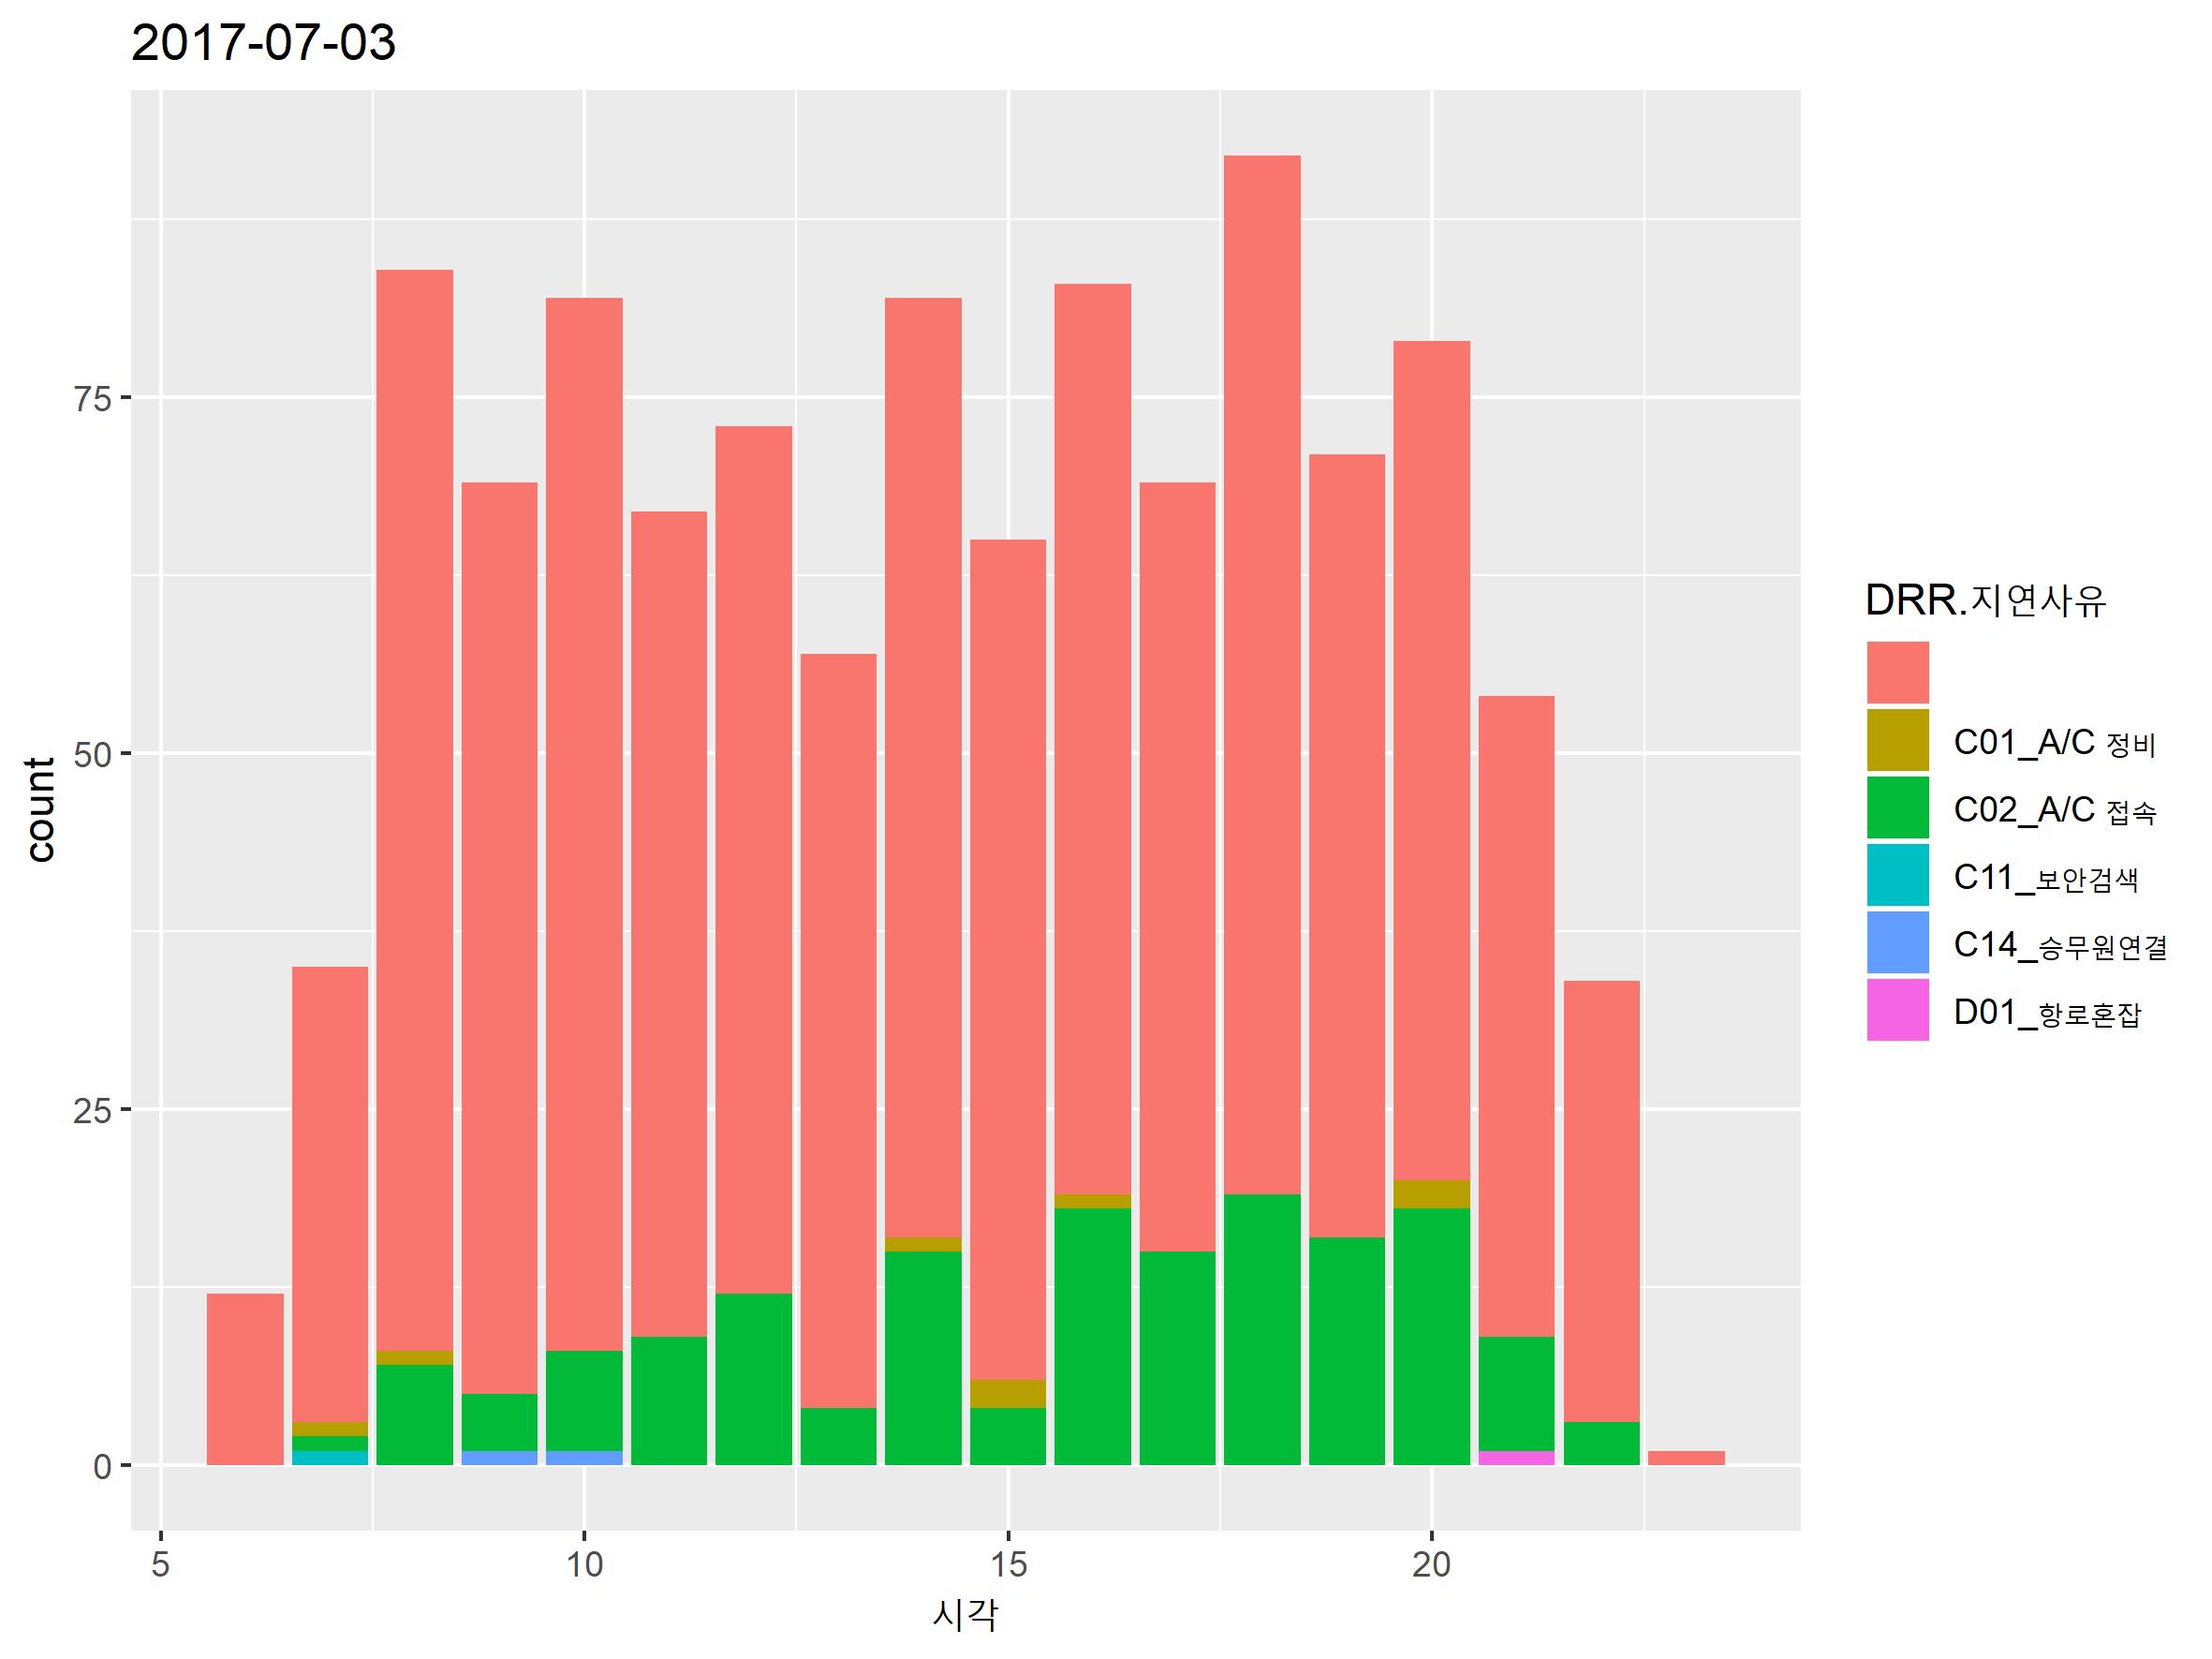 2017-07-03
count
75
50
25
0
5 10 15 20
시각
DRR.지연사유
C01_A/C 정비
C02_A/C 접속
C11_보안검색
C14_승무원연결
D01_항로혼잡